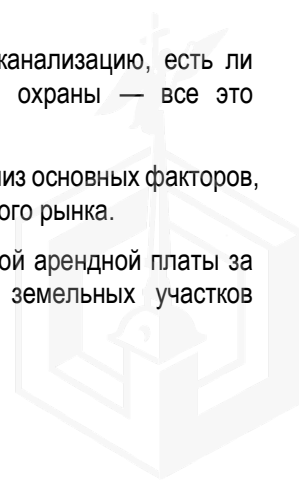 канализацию, есть ли
охраны — все это
из основных факторов,
ого рынка.
ой арендной платы за
земельных участков